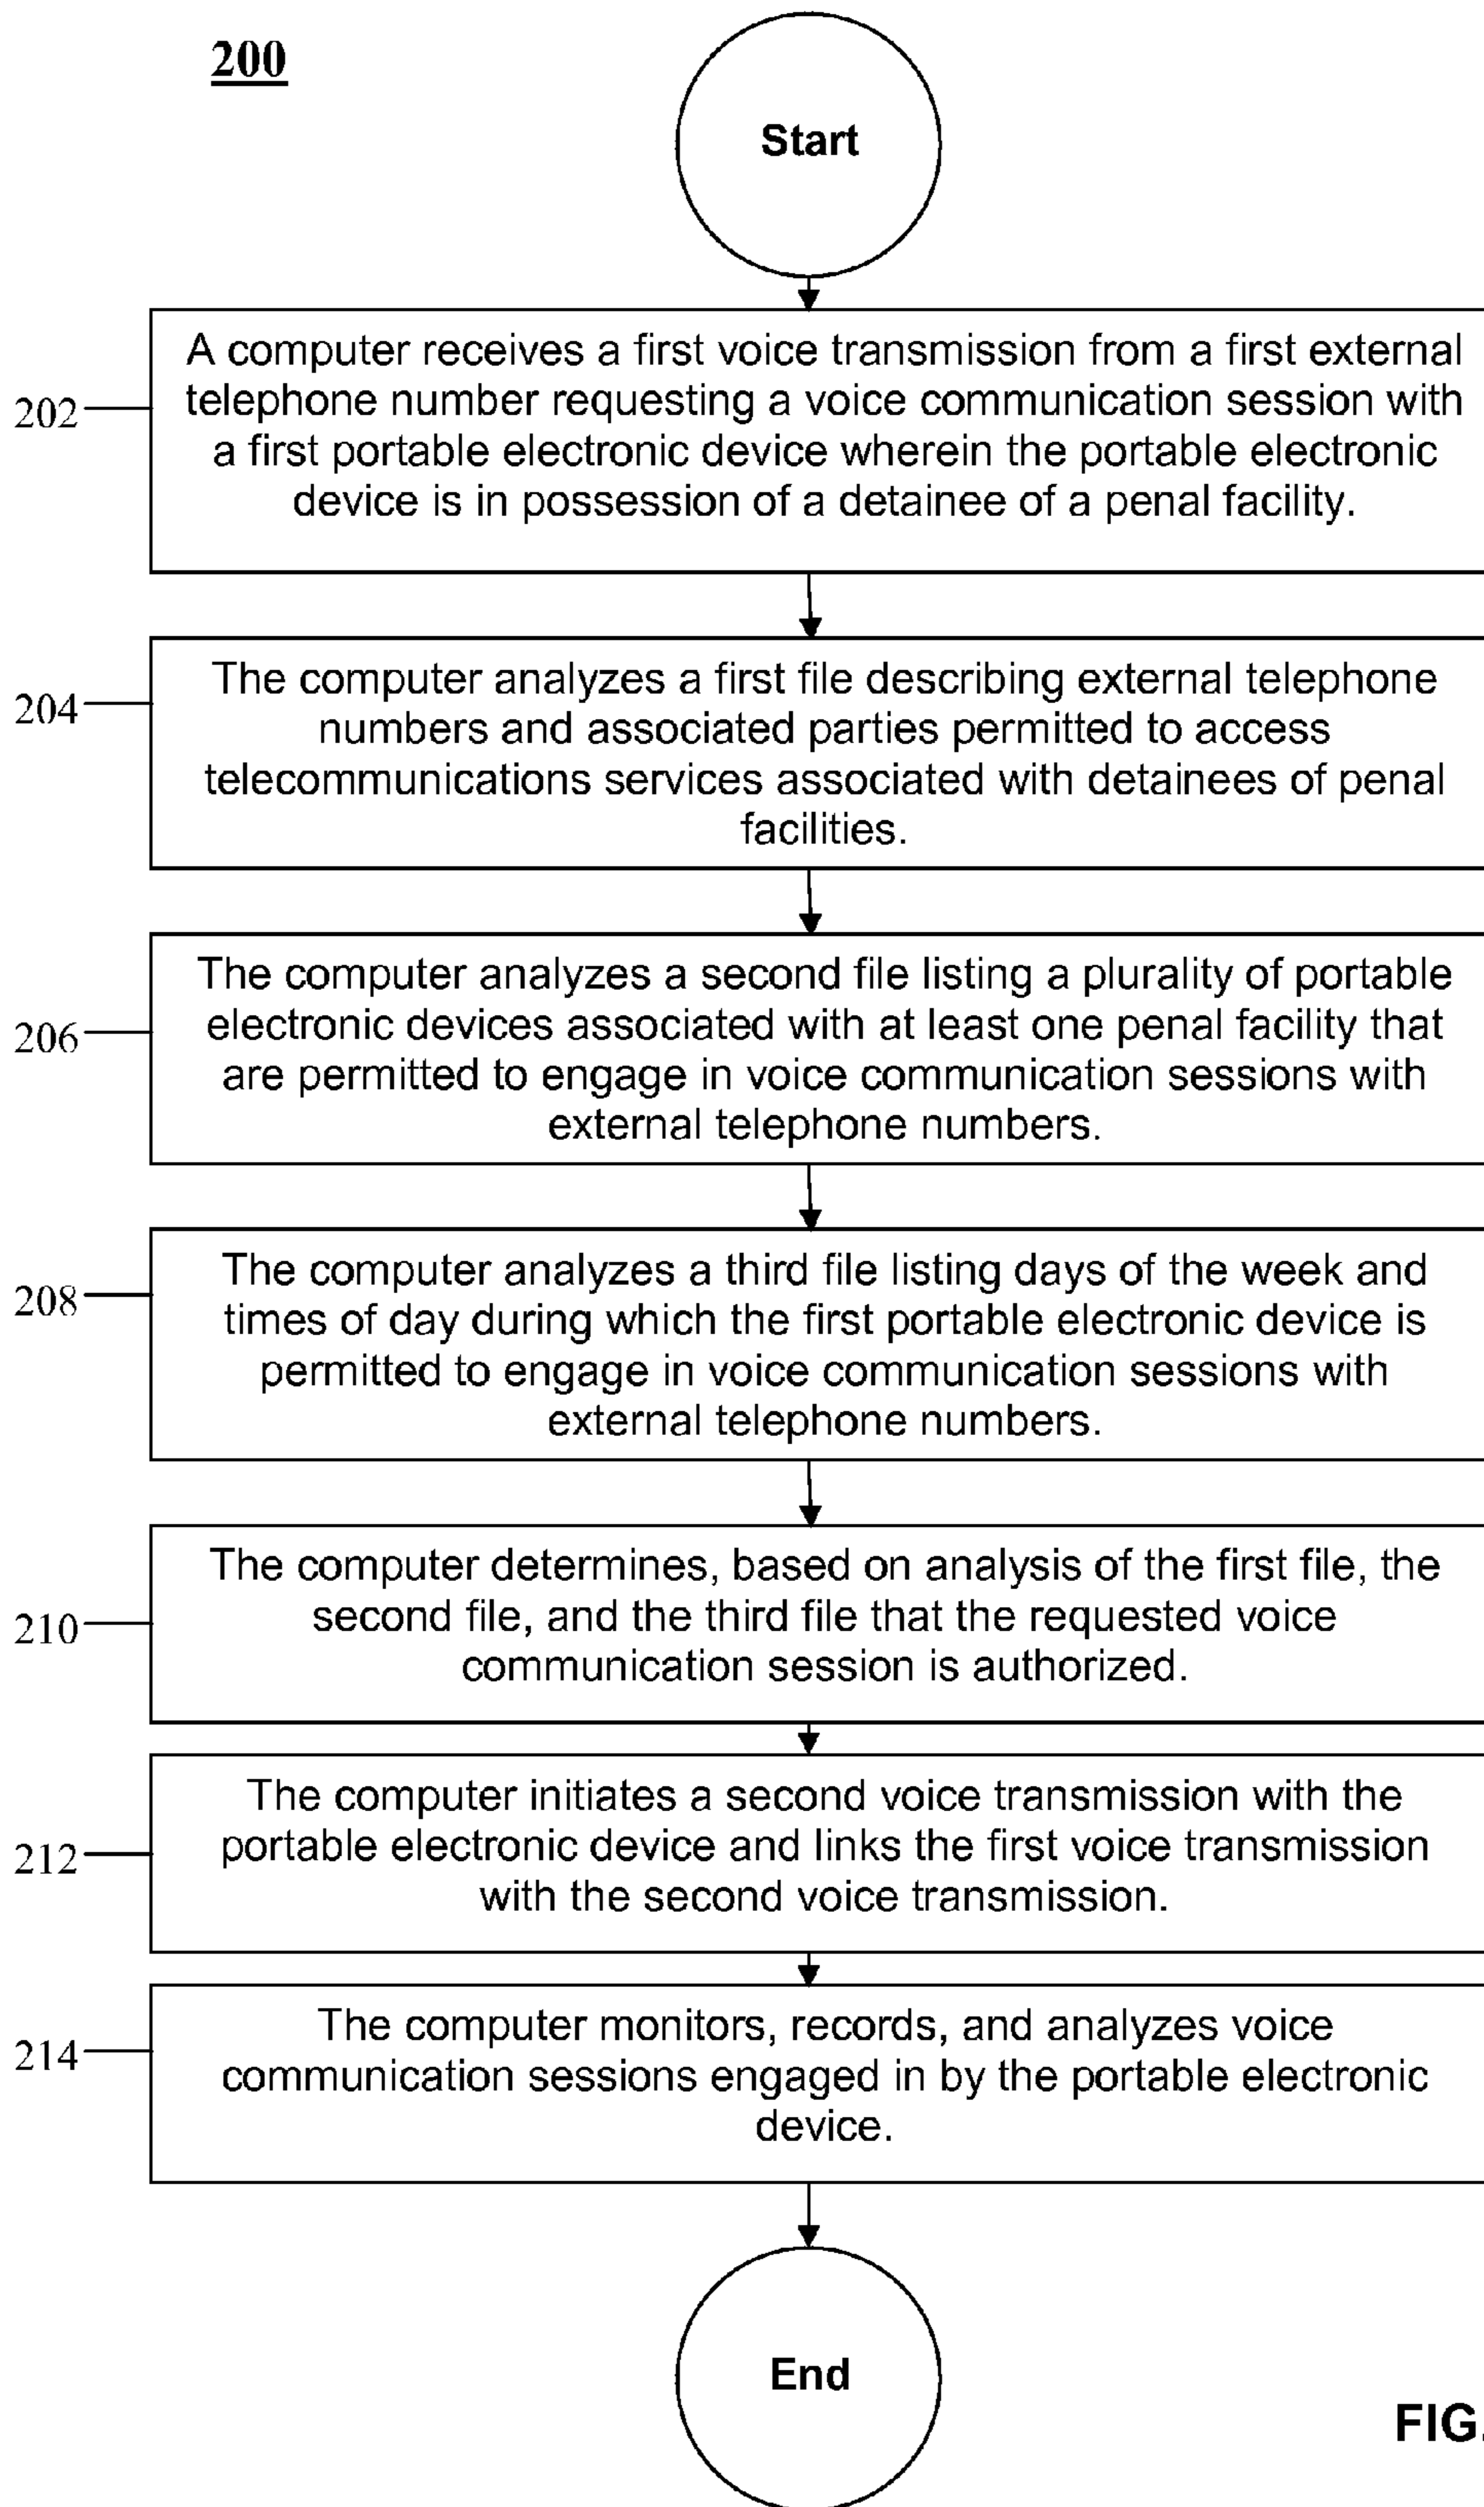 200
Start
202
A computer receives a first voice transmission from a first external
telephone number requesting a voice communication session with
a first portable electronic device wherein the portable electronic
device is in possession of a detainee of a penal facility.
204
The computer analyzes a first file describing external telephone
numbers and associated parties permitted to access
telecommunications services associated with detainees of penal
facilities.
206
The computer analyzes a second file listing a plurality of portable
electronic devices associated with at least one penal facility that
are permitted to engage in voice communication sessions with
external telephone numbers.
208
The computer analyzes a third file listing days of the week and
times of day during which the first portable electronic device is
permitted to engage in voice communication sessions with
external telephone numbers.
210
The computer determines, based on analysis of the first file, the
second file, and the third file that the requested voice
communication session is authorized.
212
The computer initiates a second voice transmission with the
portable electronic device and links the first voice transmission
with the second voice transmission.
214
The computer monitors, records, and analyzes voice
communication sessions engaged in by the portable electronic
device.
End
FIG.